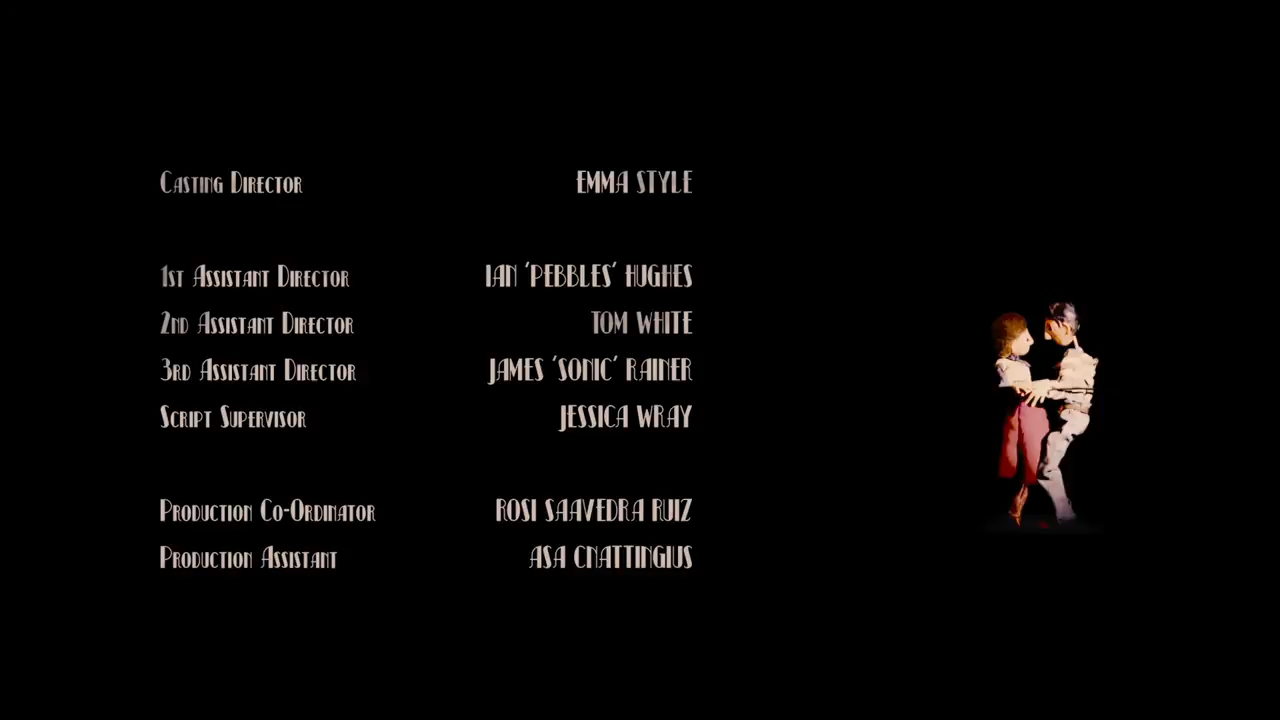 Casting Director EMMA STYLE
1st Assistant Director IAN 'PEBBLES' HUGHES
2nd Assistant Director TOM WHITE
3rd Assistant Director JAMES 'SONIC' RAINER
Script Supervisor JESSICA WRAY
Production Co-Ordinator ROSI SAAVEDRA RUIZ
Production Assistant ASA CNATTINGIUS